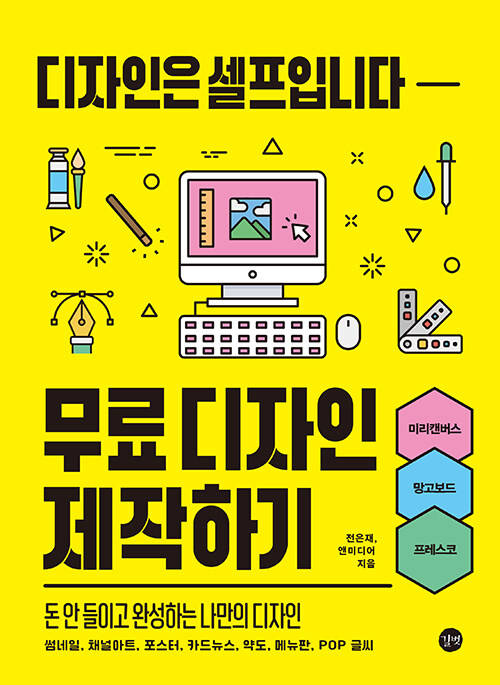 디자인은 셀프입니다
무료 디자인
제작하기
미리캔버스
망고보드
프레스코
전은재,
앤미디어
지음
돈 안 들이고 완성하는 나만의 디자인
썸네일, 채널아트, 포스터, 카드뉴스, 약도, 메뉴판, POP 글씨
길벗